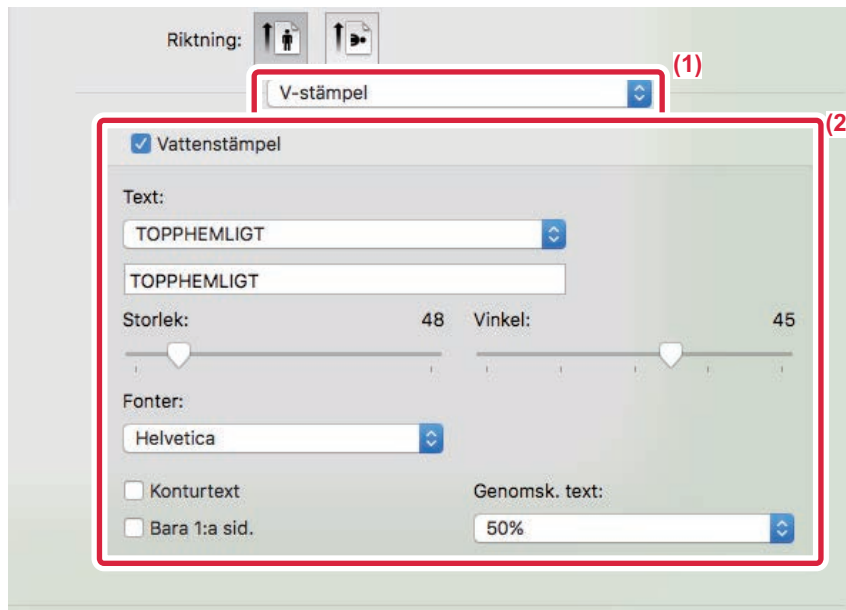 Riktning:
(1)
V-stämpel
(2
Vattenstämpel
Text:
TOPPHEMLIGT
TOPPHEMLIGT
Storlek: 48 Vinkel: 45
Fonter:
Helvetica
Konturtext Genomsk. text:
Bara 1:a sid. 50%